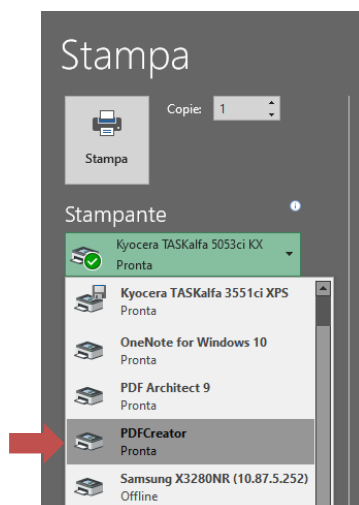 Stampa
Copie: 1
Stampa
Stampante
Kyocera TASKalfa 5053ci KX
Pronta
Kyocera TASKalfa 3551ci XPS
Pronta
OneNote for Windows 10
Pronta
PDF Architect 9
Pronta
PDFCreator
Pronta
Samsung X3280NR (10.87.5.252)
Offline